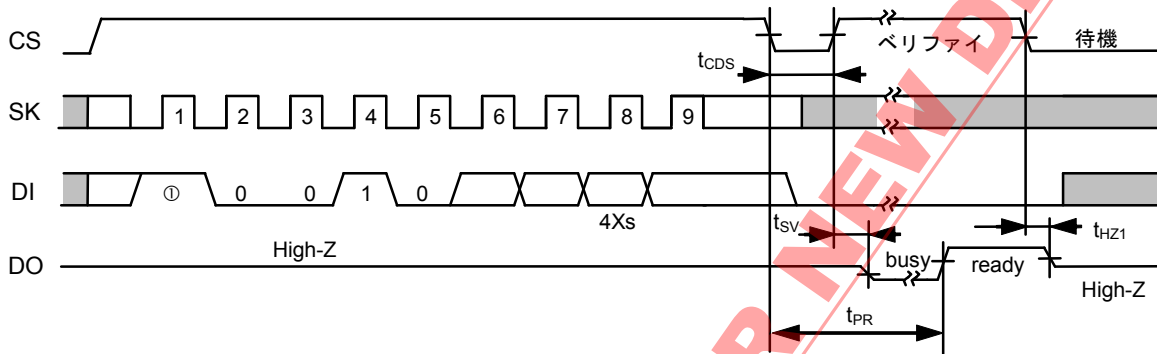 CS
ベリファイ
待機
tCDS
SK
1 2 3 4 5 6 7 8 9
DI
① 0 0 1 0
4Xs
tSV
tHZ1
DO
High-Z
busy
ready
High-Z
tPR
R NEW D